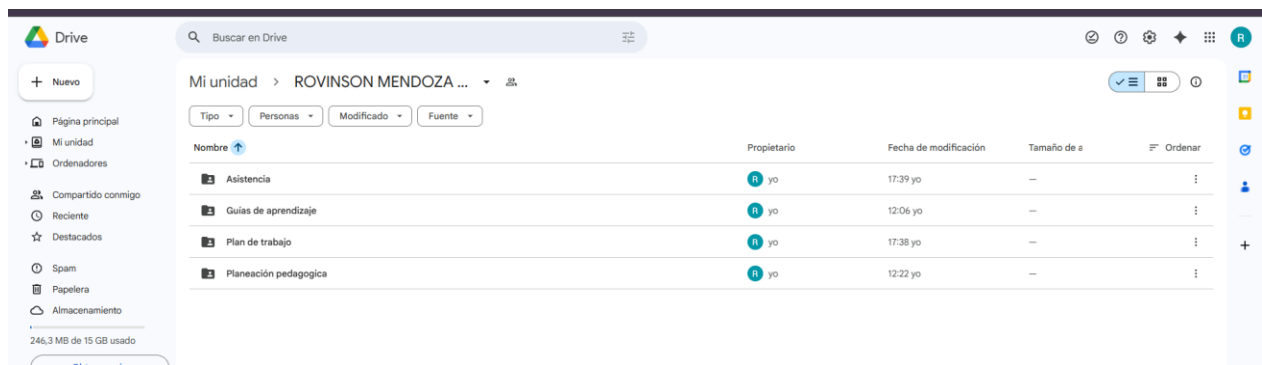 Drive
Buscar en Drive
R
Nuevo
Mi unidad > ROVINSON MENDOZA ...
Tipo Personas Modificado Fuente
Página principal
Mi unidad
Ordenadores
Compartido conmigo
Reciente
Destacados
Spam
Papelera
Almacenamiento
246,3 MB de 15 GB usado
Nombre Propietario Fecha de modificación Tamaño de a Ordenar
Asistencia R yo 17:39 yo —
Guías de aprendizaje R yo 12:06 yo —
Plan de trabajo R yo 17:38 yo —
Planeación pedagogica R yo 12:22 yo —